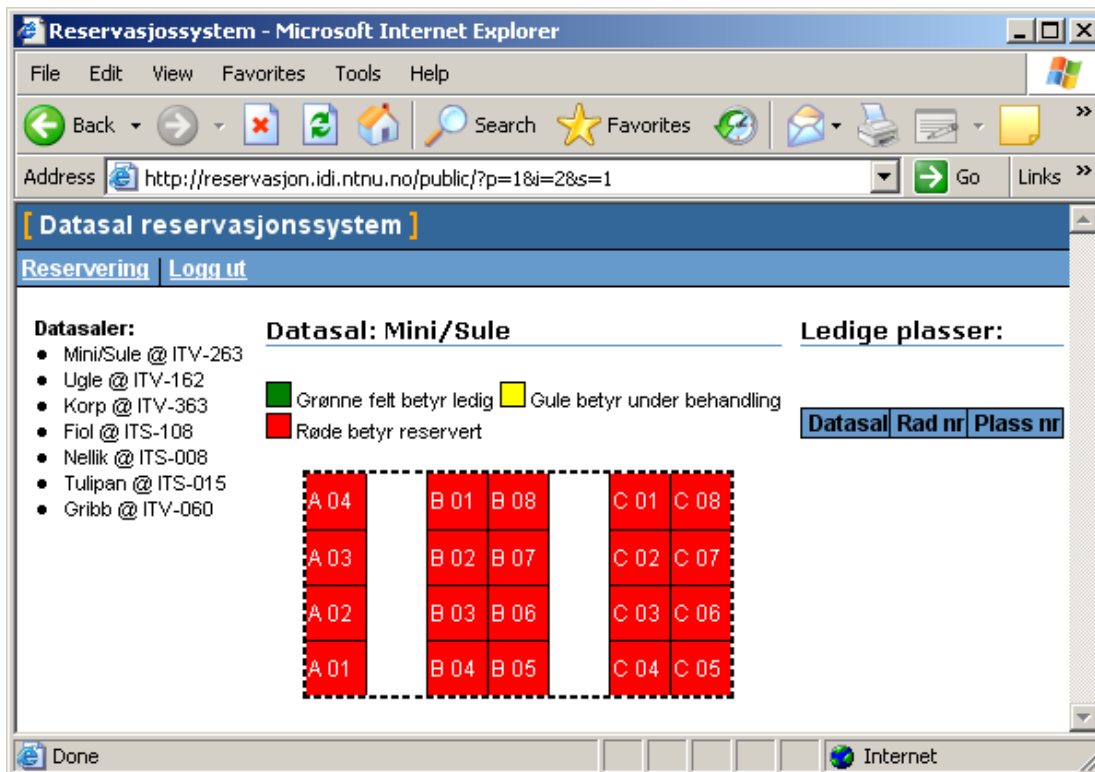 Reservasjossystem - Microsoft Internet Explorer
File Edit View Favorites Tools Help
Back Search Favorites »
Address http://reservasjon.idi.ntnu.no/public/?p=1&i=2&s=1 Go Links »
[ Datasal reservasjonssystem ]
Reservering | Logg ut
Datasaler:
• Mini/Sule @ ITV-263
• Ugle @ ITV-162
• Korp @ ITV-363
• Fiol @ ITS-108
• Nellik @ ITS-008
• Tulipan @ ITS-015
• Gribb @ ITV-060
Datasal: Mini/Sule
Grønne felt betyr ledig Gule betyr under behandling
Røde betyr reservert
A 04 B 01 B 08 C 01 C 08
A 03 B 02 B 07 C 02 C 07
A 02 B 03 B 06 C 03 C 06
A 01 B 04 B 05 C 04 C 05
Ledige plasser:
Datasal Rad nr Plass nr
Done Internet